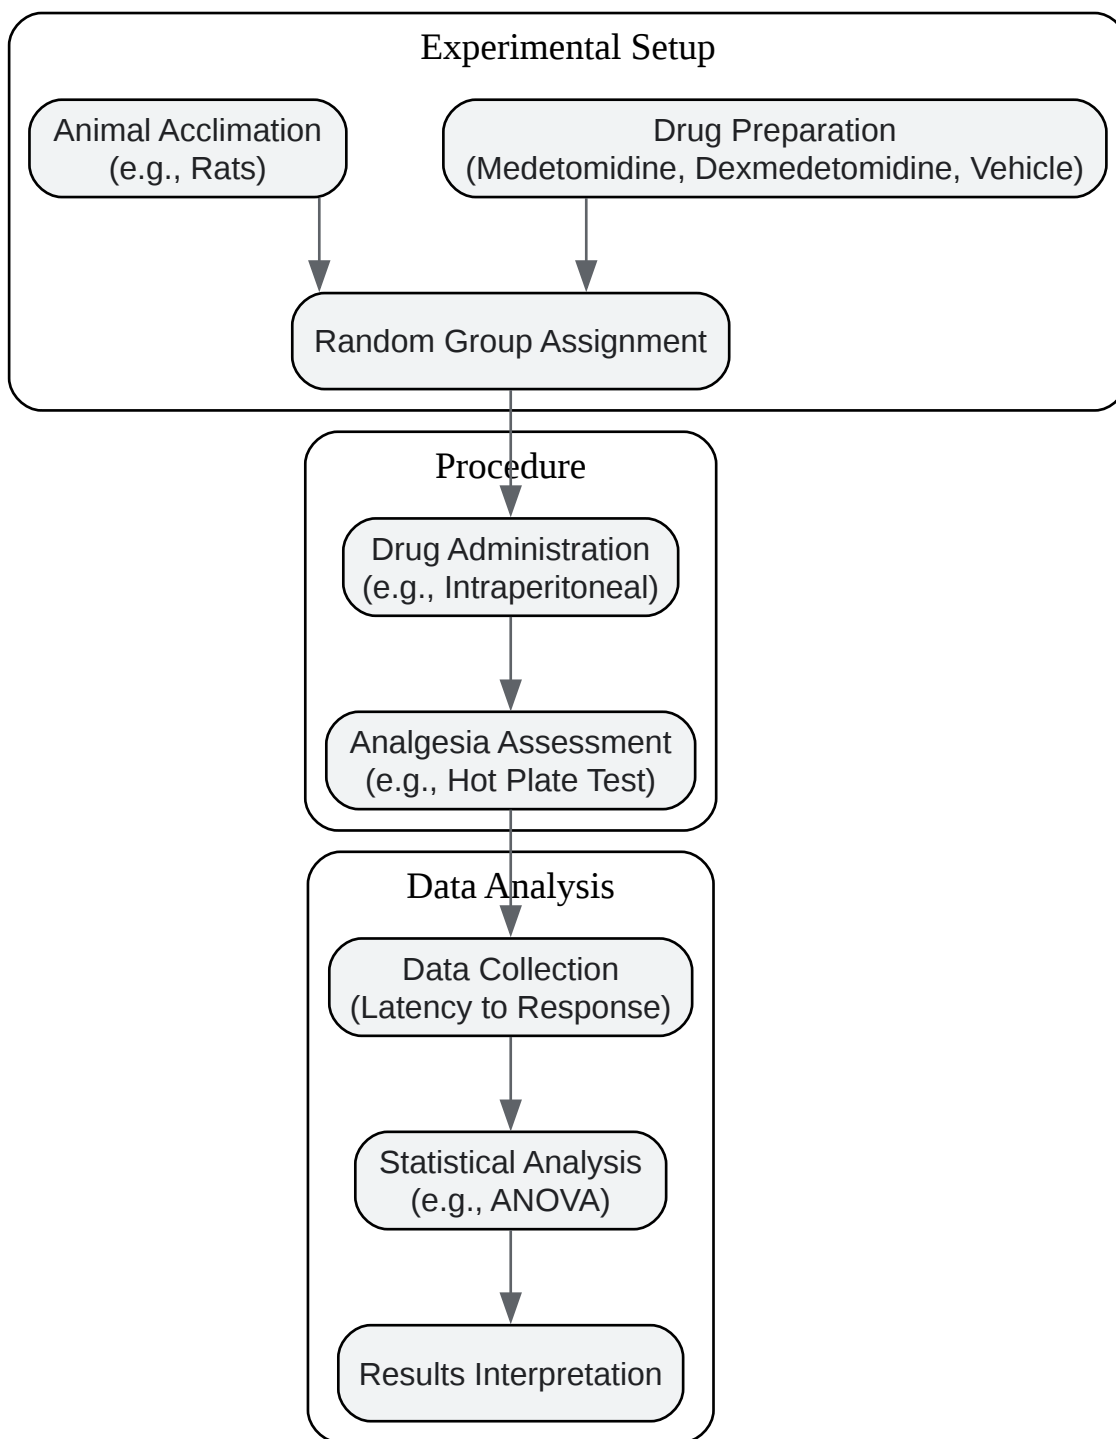 Experimental Setup
Animal Acclimation
(e.g., Rats)
Drug Preparation
(Medetomidine, Dexmedetomidine, Vehicle)
Random Group Assignment
Procedure
Drug Administration
(e.g., Intraperitoneal)
Analgesia Assessment
(e.g., Hot Plate Test)
Data Analysis
Data Collection
(Latency to Response)
Statistical Analysis
(e.g., ANOVA)
Results Interpretation